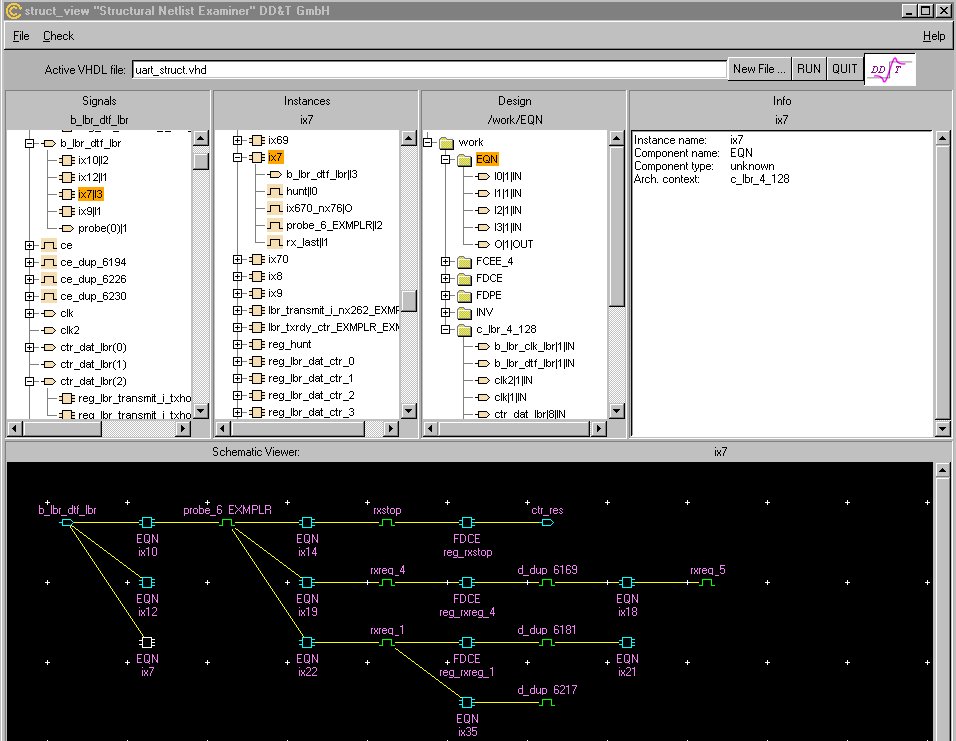 struct_view "Structural Netlist Examiner" DD&T GmbH
File Check Help
Active VHDL file: uart_struct.vhd New File ... RUN QUIT DD T
Signals
b_lbr_dtf_lbr
b_lbr_dtf_lbr
ix10|I2
ix12|I1
ix7|I3
ix9|I1
probe(0)|1
ce
ce_dup_6194
ce_dup_6226
ce_dup_6230
clk
clk2
ctr_dat_lbr(0)
ctr_dat_lbr(1)
ctr_dat_lbr(2)
reg_lbr_transmit_i_txho
reg_lbr_transmit_i_txho
Instances
ix7
ix69
ix7
b_lbr_dtf_lbr|I3
hunt|I0
ix670_nx76|O
probe_6_EXMPLR|I2
rx_last|I1
ix70
ix8
ix9
lbr_transmit_i_nx262_EXMF
lbr_txrdy_ctr_EXMPLR_EXM
reg_hunt
reg_lbr_dat_ctr_0
reg_lbr_dat_ctr_1
reg_lbr_dat_ctr_2
reg_lbr_dat_ctr_3
Design
/work/EQN
work
EQN
I0|1|IN
I1|1|IN
I2|1|IN
I3|1|IN
O|1|OUT
FCEE_4
FDCE
FDPE
INV
c_lbr_4_128
b_lbr_clk_lbr|1|IN
b_lbr_dtf_lbr|1|IN
clk2|1|IN
clk|1|IN
ctr_dat_lbr|8|IN
Info
ix7
Instance name: ix7
Component name: EQN
Component type: unknown
Arch. context: c_lbr_4_128
Schematic Viewer: ix7
b_lbr_dtf_lbr probe_6_EXMPLR rxstop ctr_res
EQN EQN FDCE
ix10 ix14 reg_rxstop
rxreq_4 d_dup_6169 rxreq_5
EQN EQN FDCE EQN
ix12 ix19 reg_rxreq_4 ix18
rxreq_1 d_dup_6181
EQN EQN FDCE EQN
ix7 ix22 reg_rxreq_1 ix21
d_dup_6217
EQN
ix35